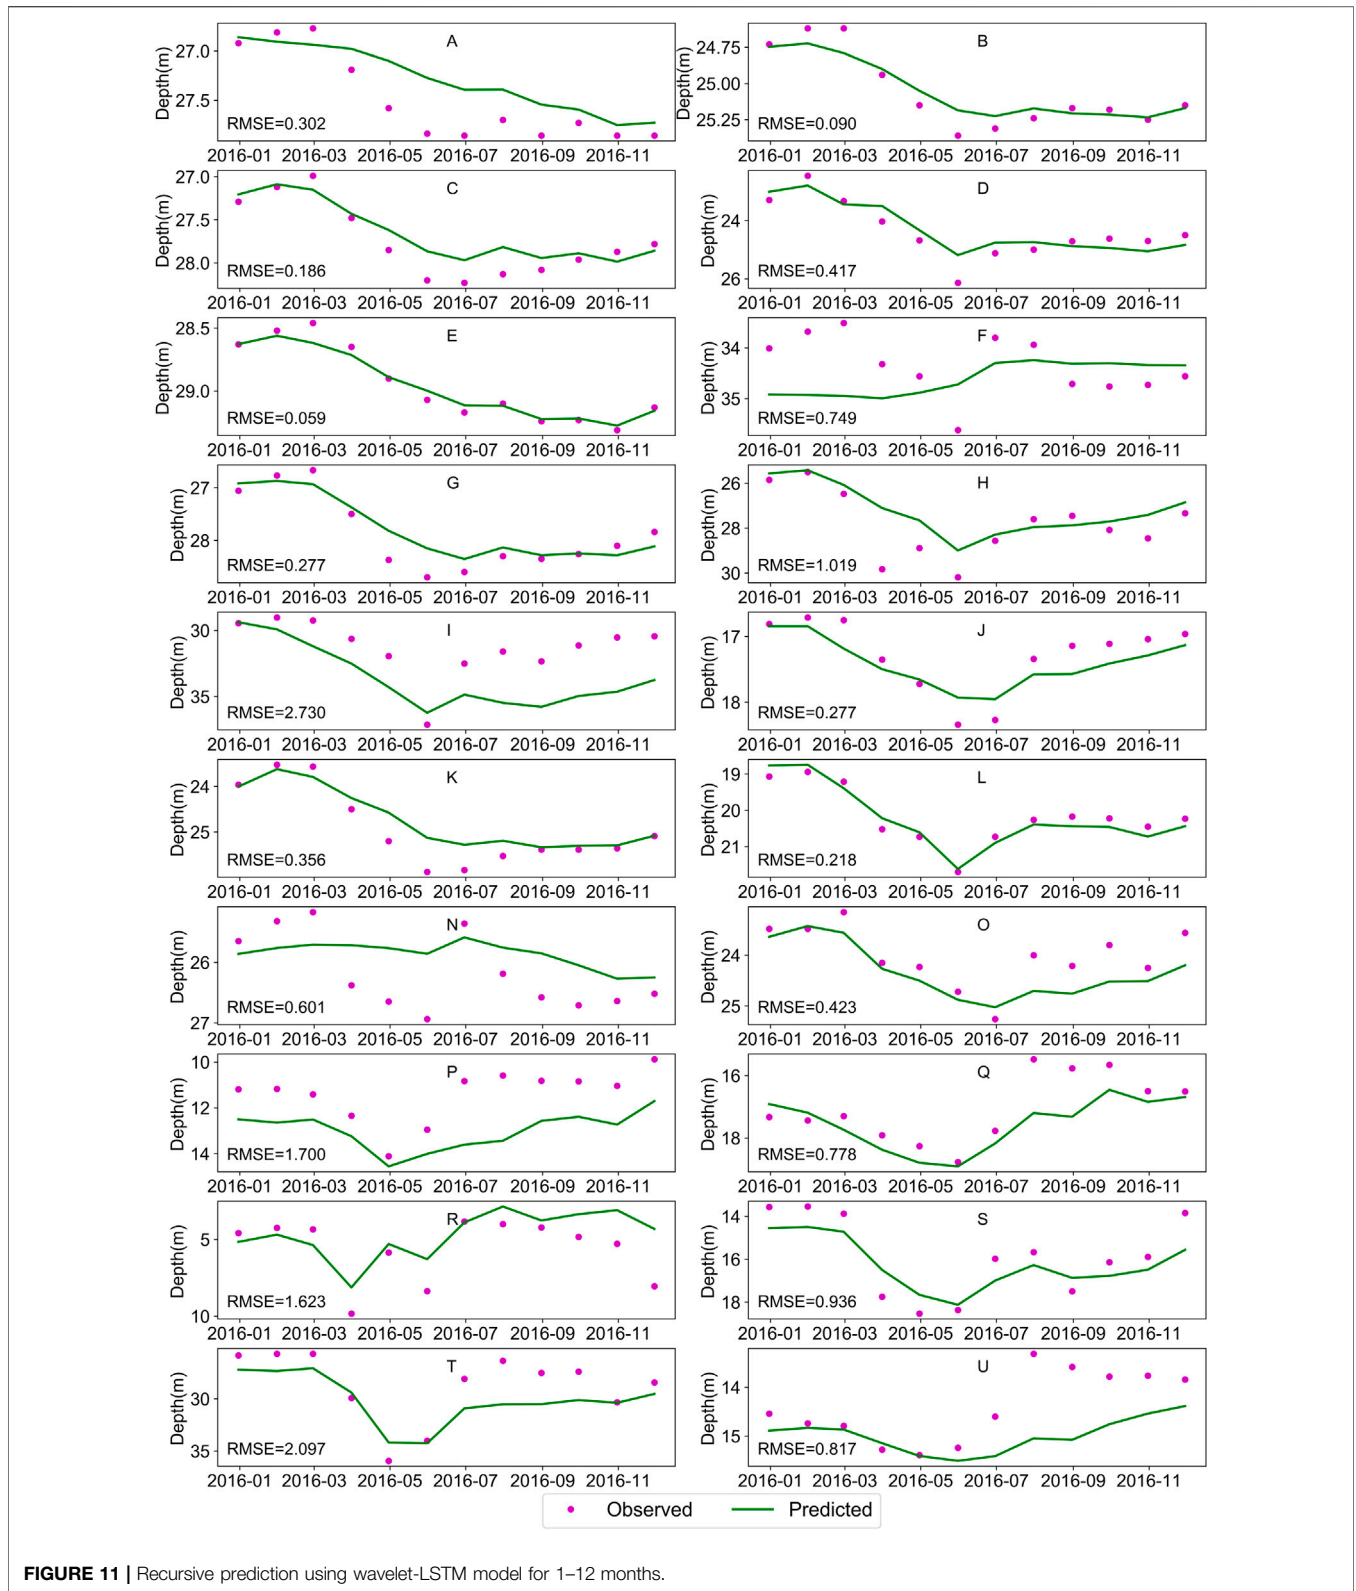 A
B
Depth(m)
27.0
27.5
RMSE=0.302
2016-01 2016-03 2016-05 2016-07 2016-09 2016-11
Depth(m)
24.75
25.00
25.25
RMSE=0.090
2016-01 2016-03 2016-05 2016-07 2016-09 2016-11
C
D
Depth(m)
27.0
27.5
28.0
RMSE=0.186
2016-01 2016-03 2016-05 2016-07 2016-09 2016-11
Depth(m)
24
26
RMSE=0.417
2016-01 2016-03 2016-05 2016-07 2016-09 2016-11
E
F
Depth(m)
28.5
29.0
RMSE=0.059
2016-01 2016-03 2016-05 2016-07 2016-09 2016-11
Depth(m)
34
35
RMSE=0.749
2016-01 2016-03 2016-05 2016-07 2016-09 2016-11
G
H
Depth(m)
27
28
RMSE=0.277
2016-01 2016-03 2016-05 2016-07 2016-09 2016-11
Depth(m)
26
28
30
RMSE=1.019
2016-01 2016-03 2016-05 2016-07 2016-09 2016-11
I
J
Depth(m)
30
35
RMSE=2.730
2016-01 2016-03 2016-05 2016-07 2016-09 2016-11
Depth(m)
17
18
RMSE=0.277
2016-01 2016-03 2016-05 2016-07 2016-09 2016-11
K
L
Depth(m)
24
25
RMSE=0.356
2016-01 2016-03 2016-05 2016-07 2016-09 2016-11
Depth(m)
19
20
21
RMSE=0.218
2016-01 2016-03 2016-05 2016-07 2016-09 2016-11
N
O
Depth(m)
26
27
RMSE=0.601
2016-01 2016-03 2016-05 2016-07 2016-09 2016-11
Depth(m)
24
25
RMSE=0.423
2016-01 2016-03 2016-05 2016-07 2016-09 2016-11
P
Q
Depth(m)
10
12
14
RMSE=1.700
2016-01 2016-03 2016-05 2016-07 2016-09 2016-11
Depth(m)
16
18
RMSE=0.778
2016-01 2016-03 2016-05 2016-07 2016-09 2016-11
R
S
Depth(m)
5
10
RMSE=1.623
2016-01 2016-03 2016-05 2016-07 2016-09 2016-11
Depth(m)
14
16
18
RMSE=0.936
2016-01 2016-03 2016-05 2016-07 2016-09 2016-11
T
U
Depth(m)
30
35
RMSE=2.097
2016-01 2016-03 2016-05 2016-07 2016-09 2016-11
Depth(m)
14
15
RMSE=0.817
2016-01 2016-03 2016-05 2016-07 2016-09 2016-11
Observed Predicted
FIGURE 11 | Recursive prediction using wavelet-LSTM model for 1–12 months.